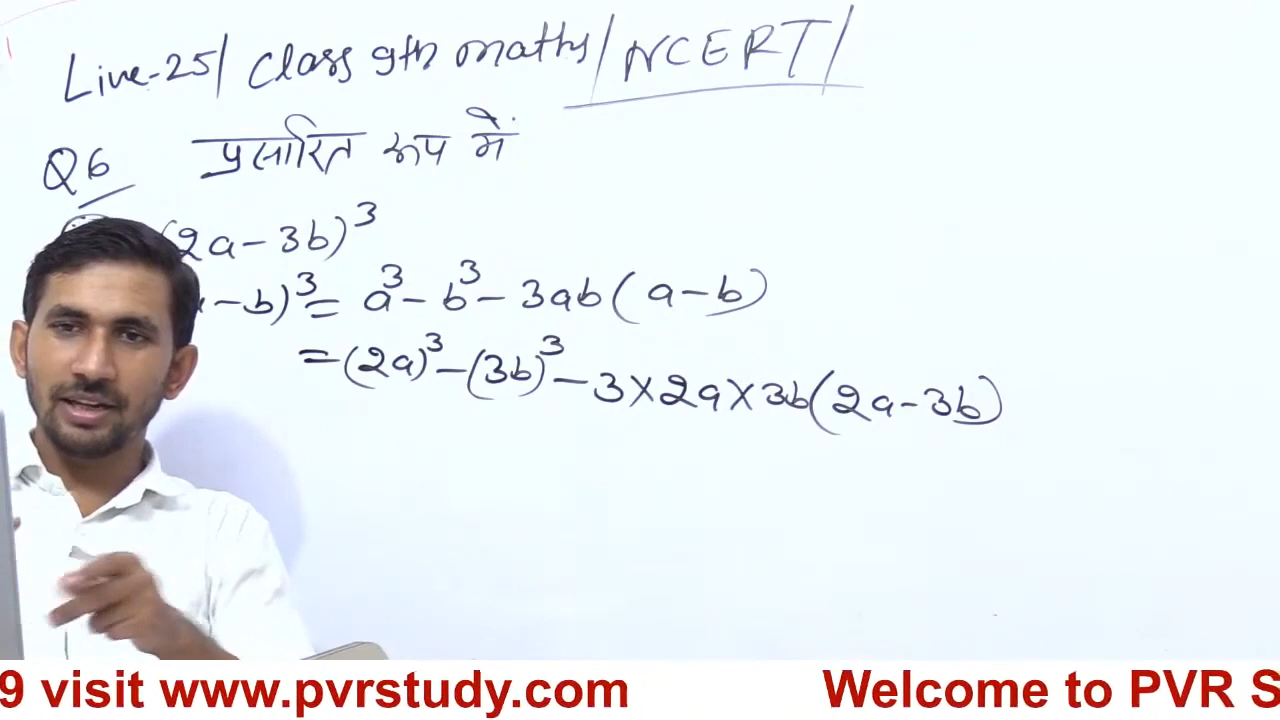 Live-25/ Class 9th maths/ NCERT/
Q6 प्रसारित रूप में
(2a-3b)³
-b)³= a³-b³-3ab(a-b)
=(2a)³-(3b)³-3×2a×3b(2a-3b)
9 visit www.pvrstudy.com Welcome to PVR S